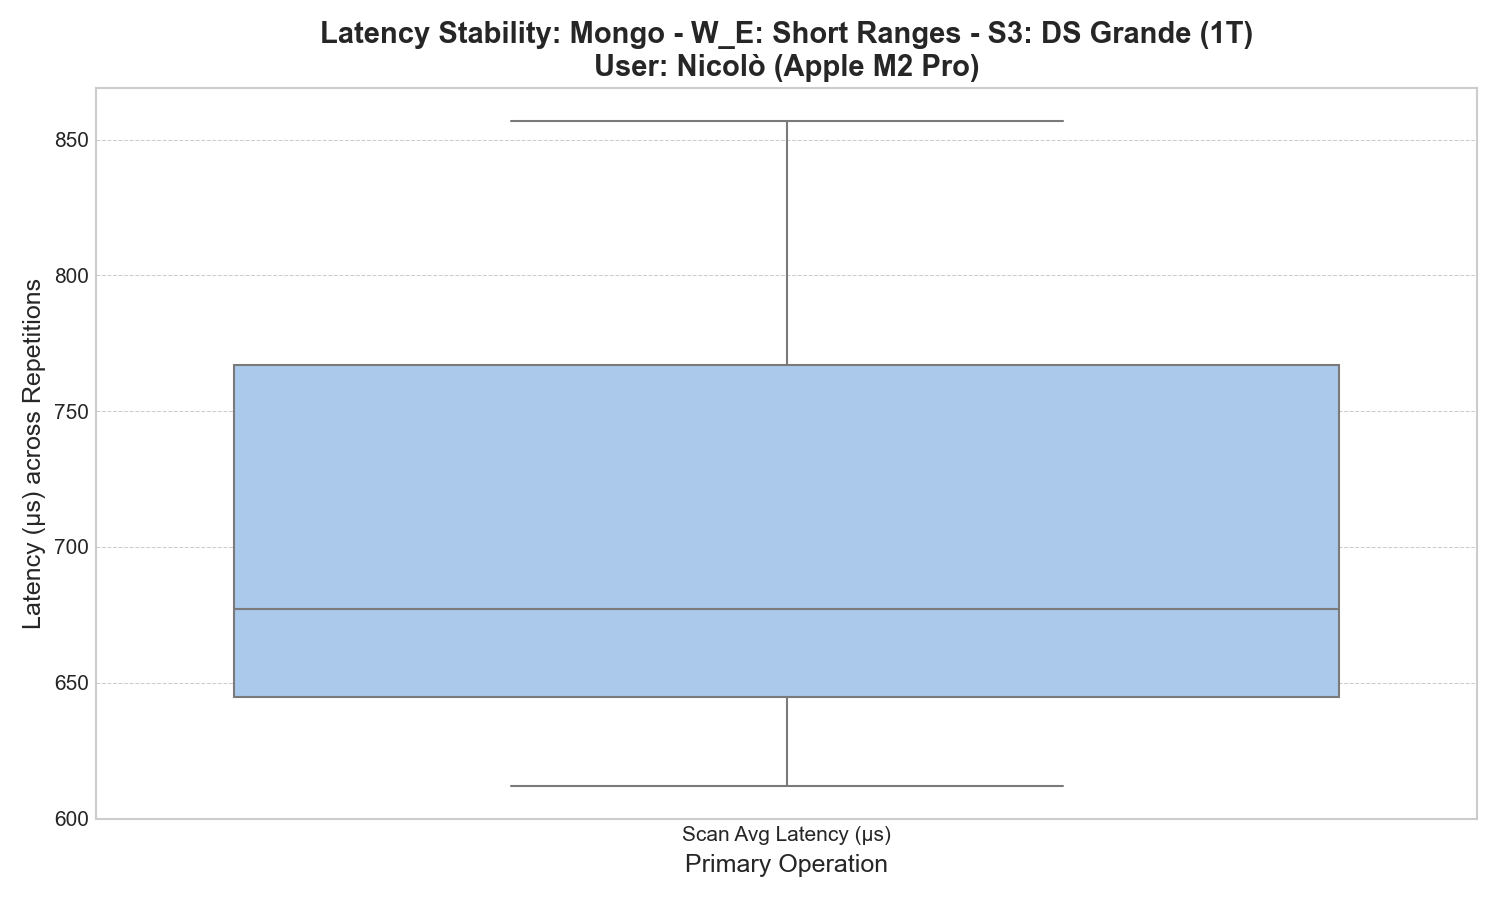 Latency Stability: Mongo - W_E: Short Ranges - S3: DS Grande (1T)
User: Nicolò (Apple M2 Pro)
Latency (μs) across Repetitions
850
800
750
700
650
600
Scan Avg Latency (μs)
Primary Operation